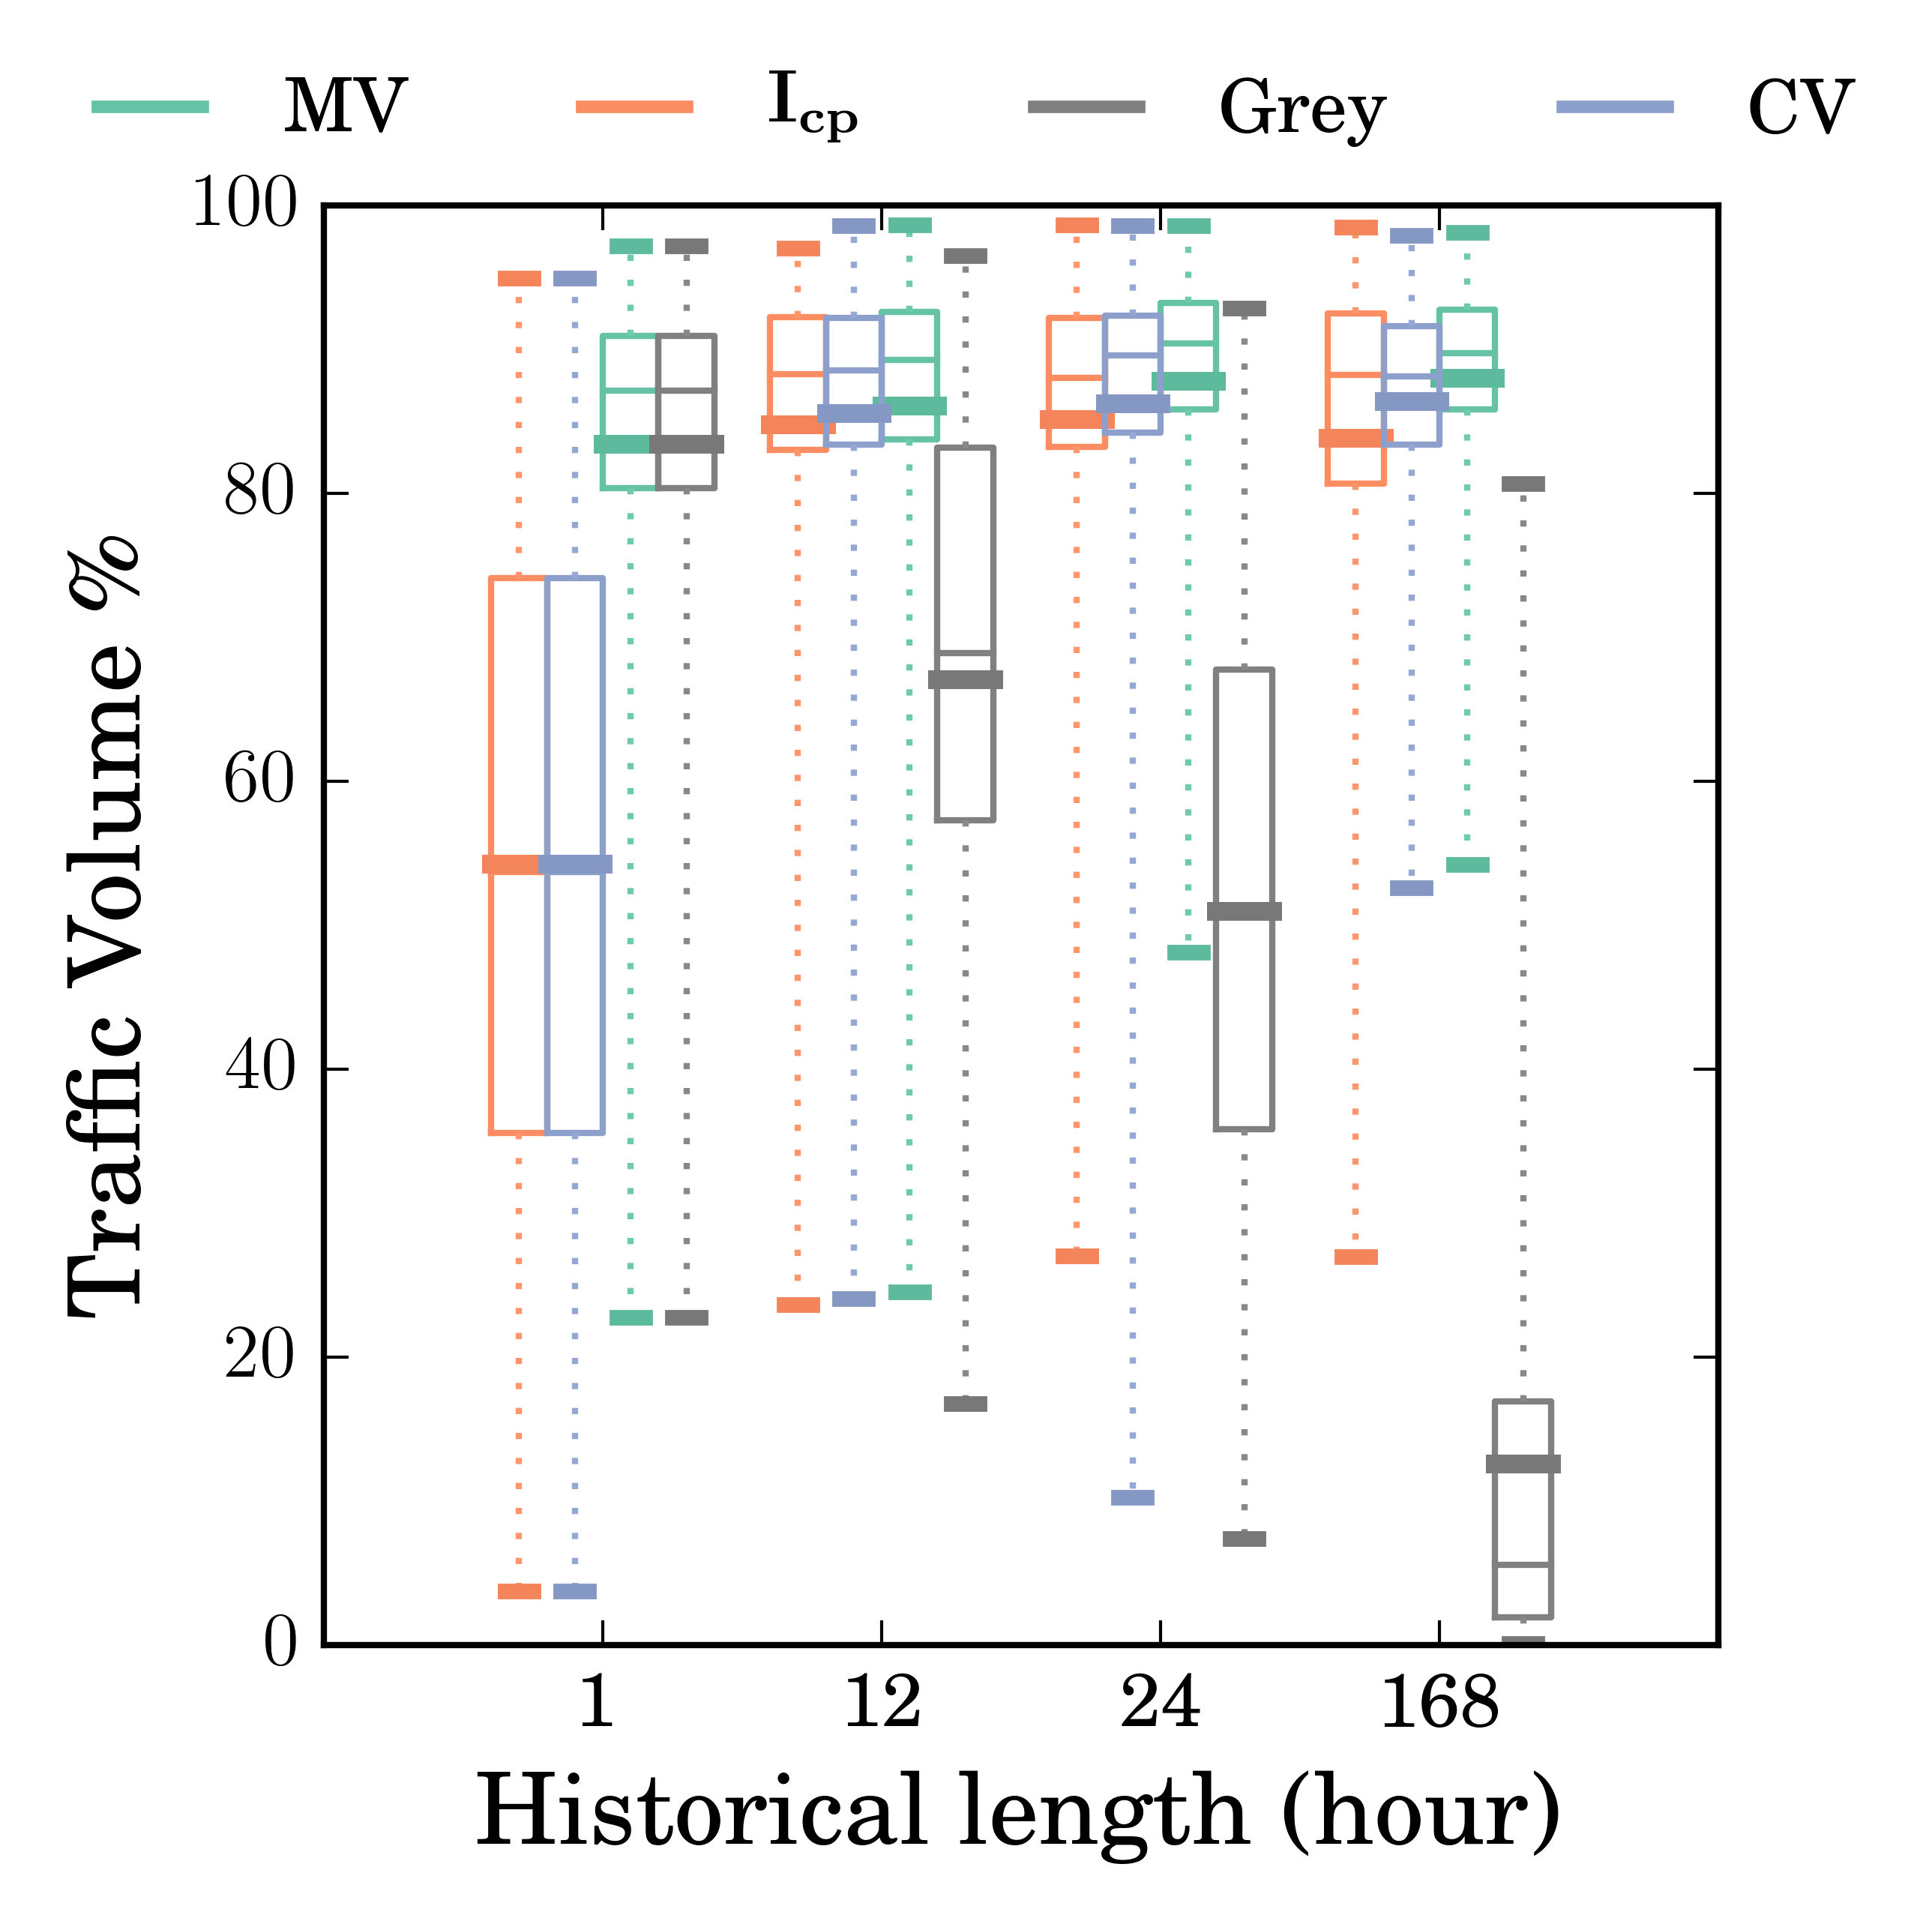 MV I_cp Grey CV
100
80
60
40
20
0
Traffic Volume %
1 12 24 168
Historical length (hour)